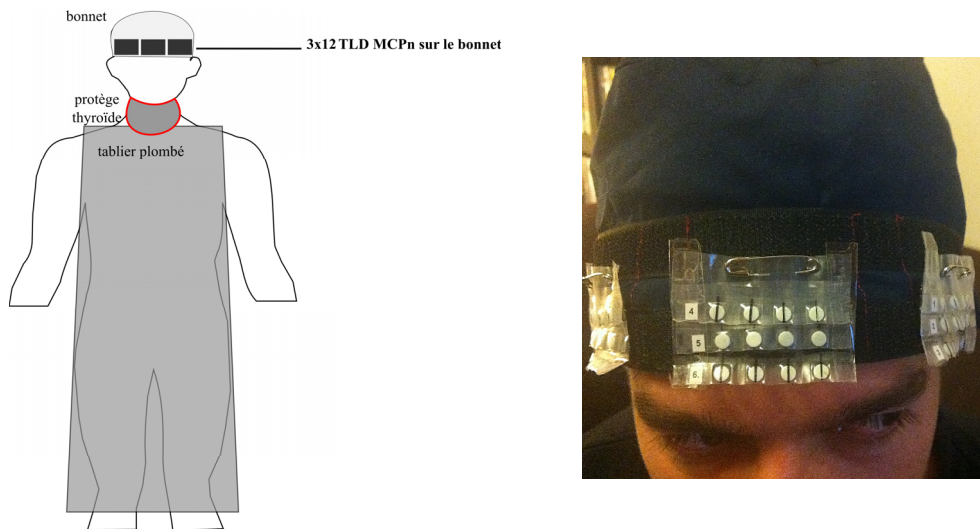 bonnet
3x12 TLD MCPn sur le bonnet
protège
thyroïde
tablier plombé
4
5
6.